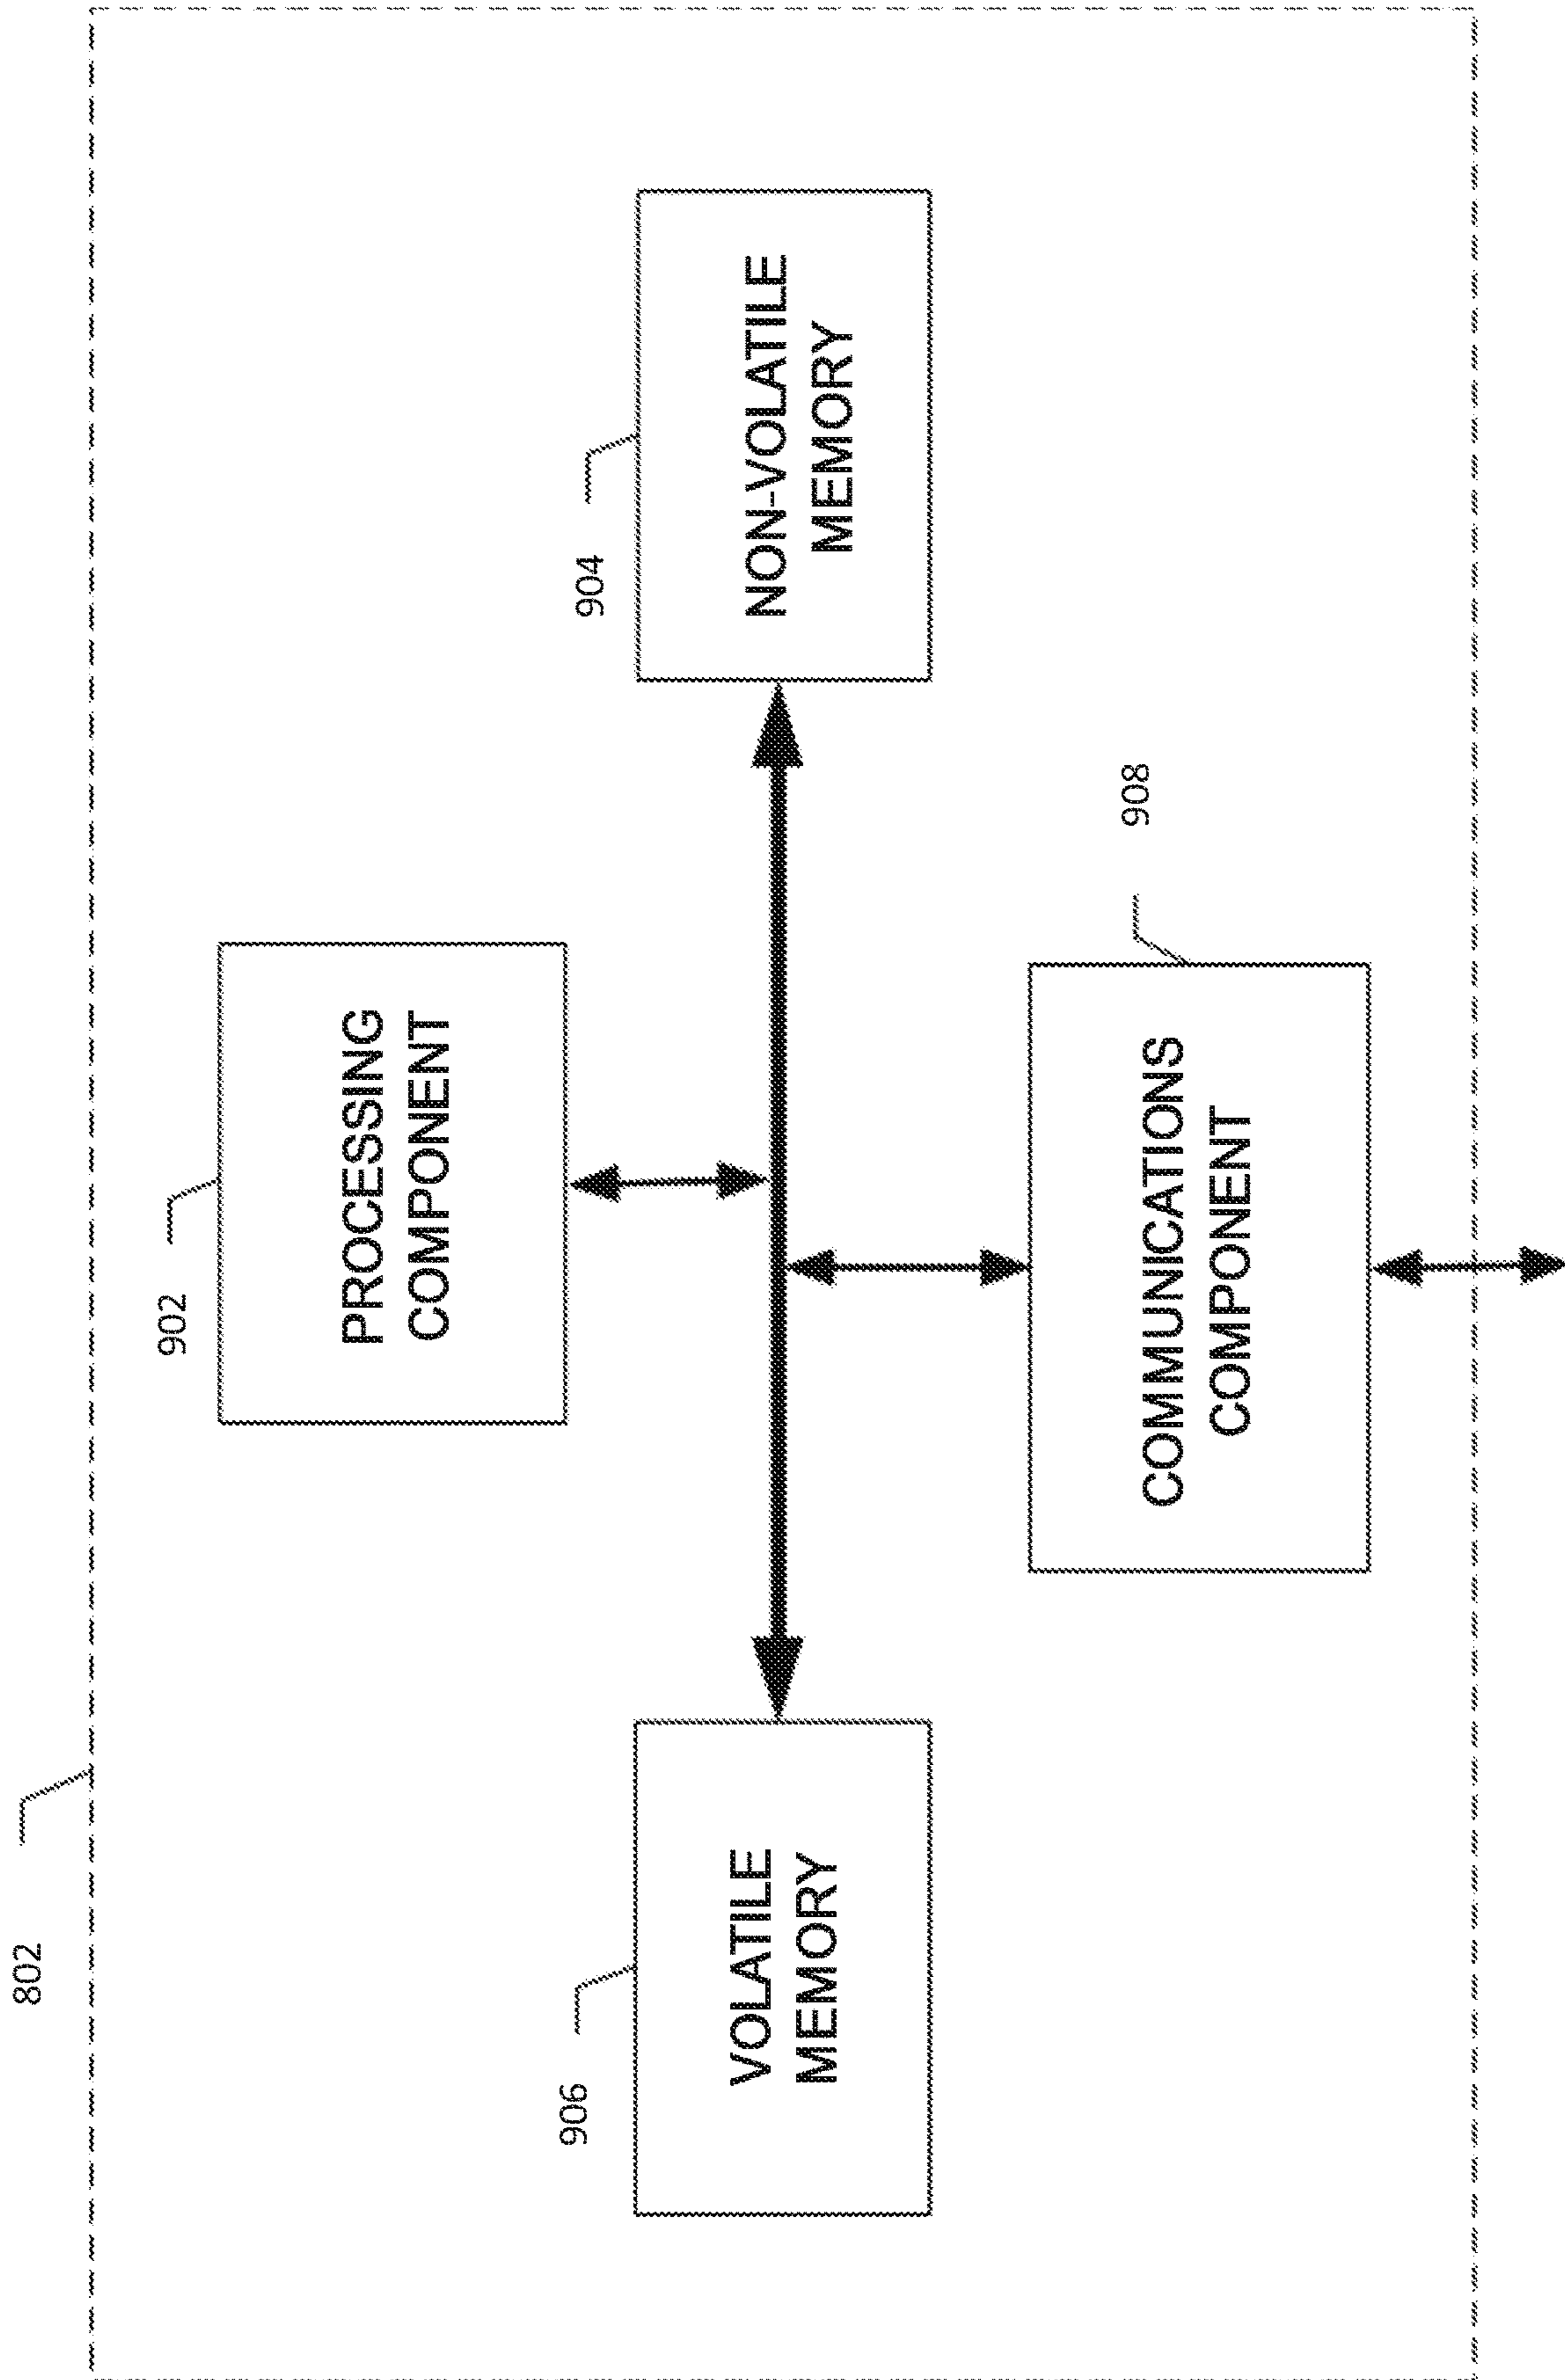 802
902
PROCESSING
COMPONENT
906
VOLATILE
MEMORY
904
NON-VOLATILE
MEMORY
908
COMMUNICATIONS
COMPONENT